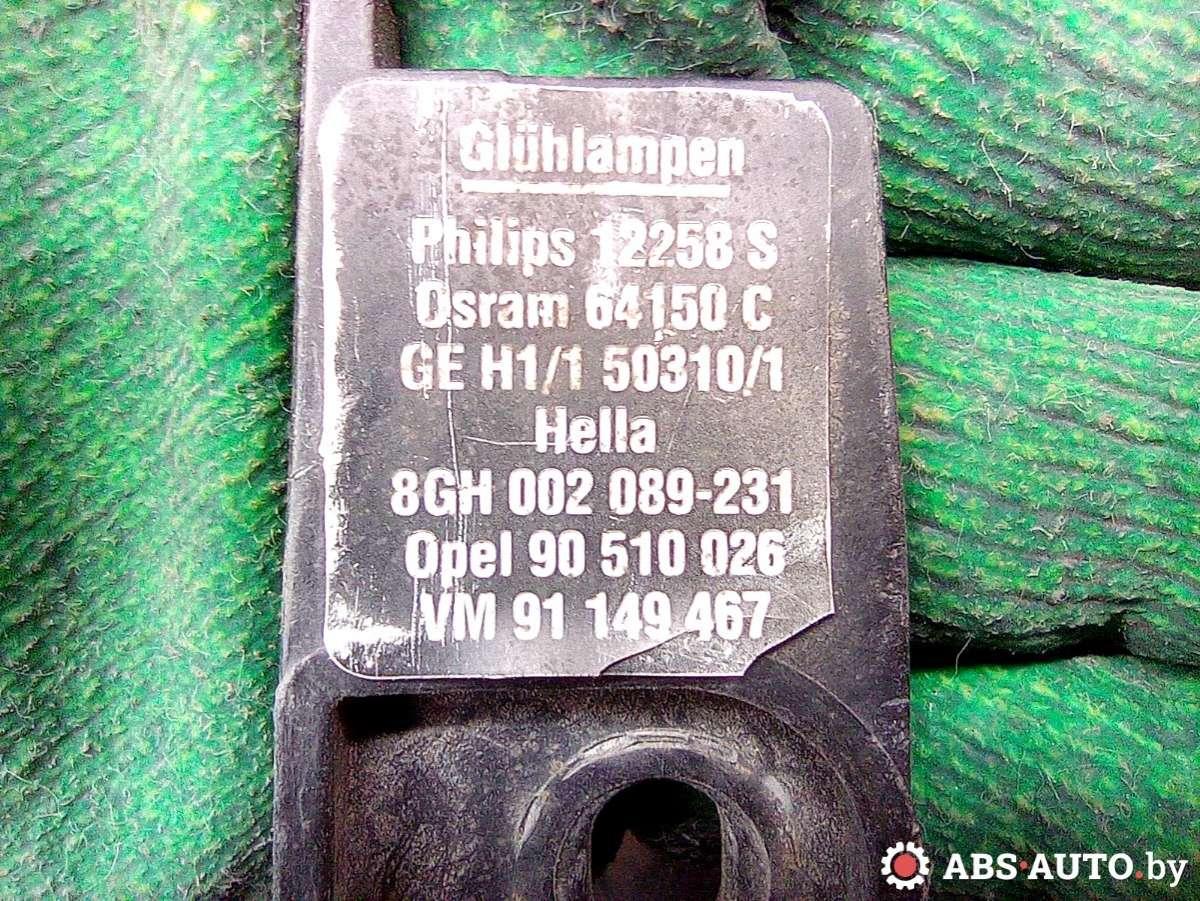 Glühlampen
Philips 12258 S
Osram 64150 C
GE H1/1 50310/1
Hella
8GH 002 089-231
Opel 90 510 026
VM 91 149 467
ABS·AUTO.by